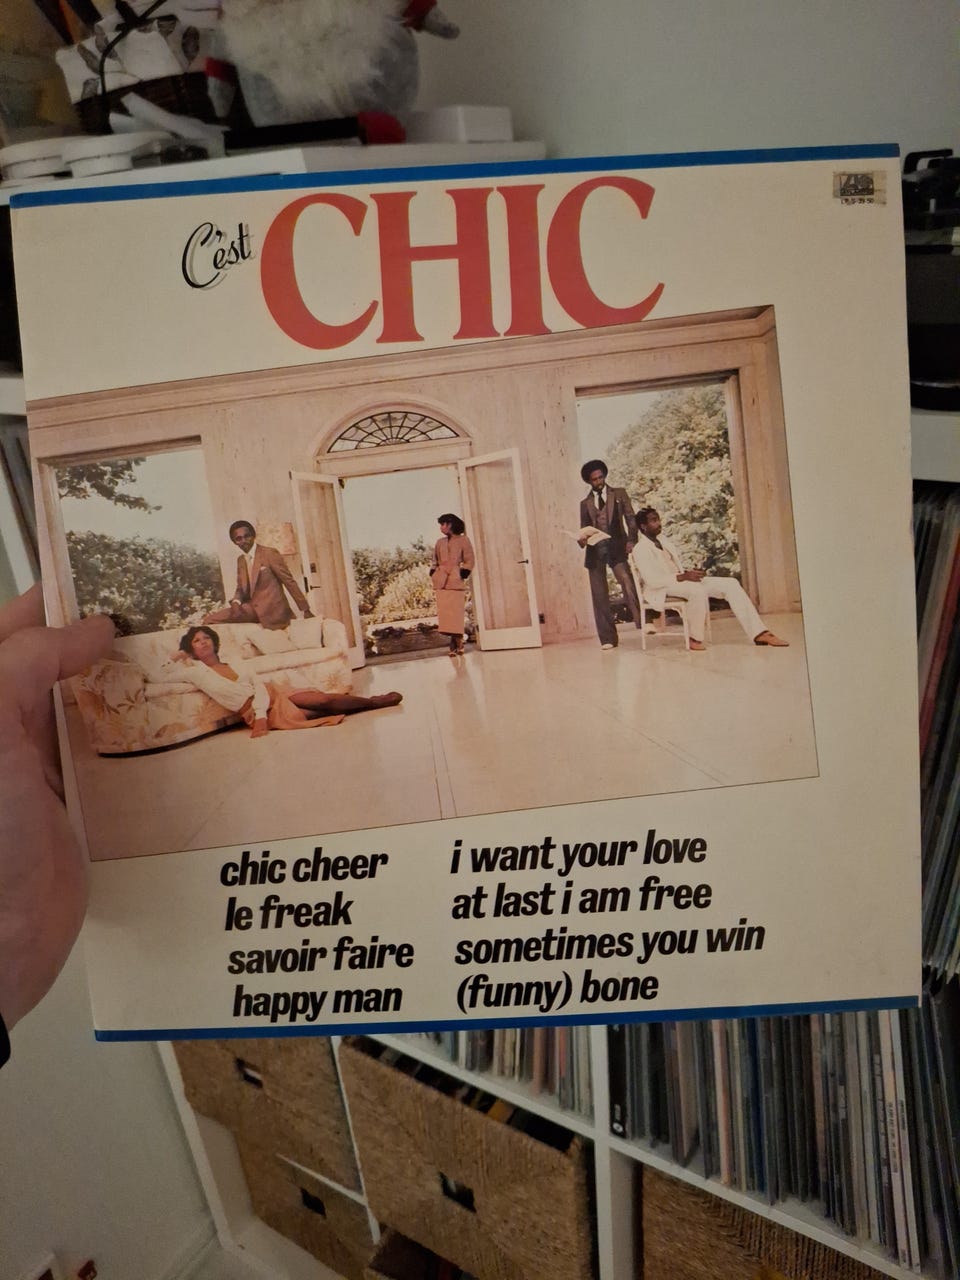 C'est
CHIC
chic cheer
le freak
savoir faire
happy man
i want your love
at last i am free
sometimes you win
(funny) bone